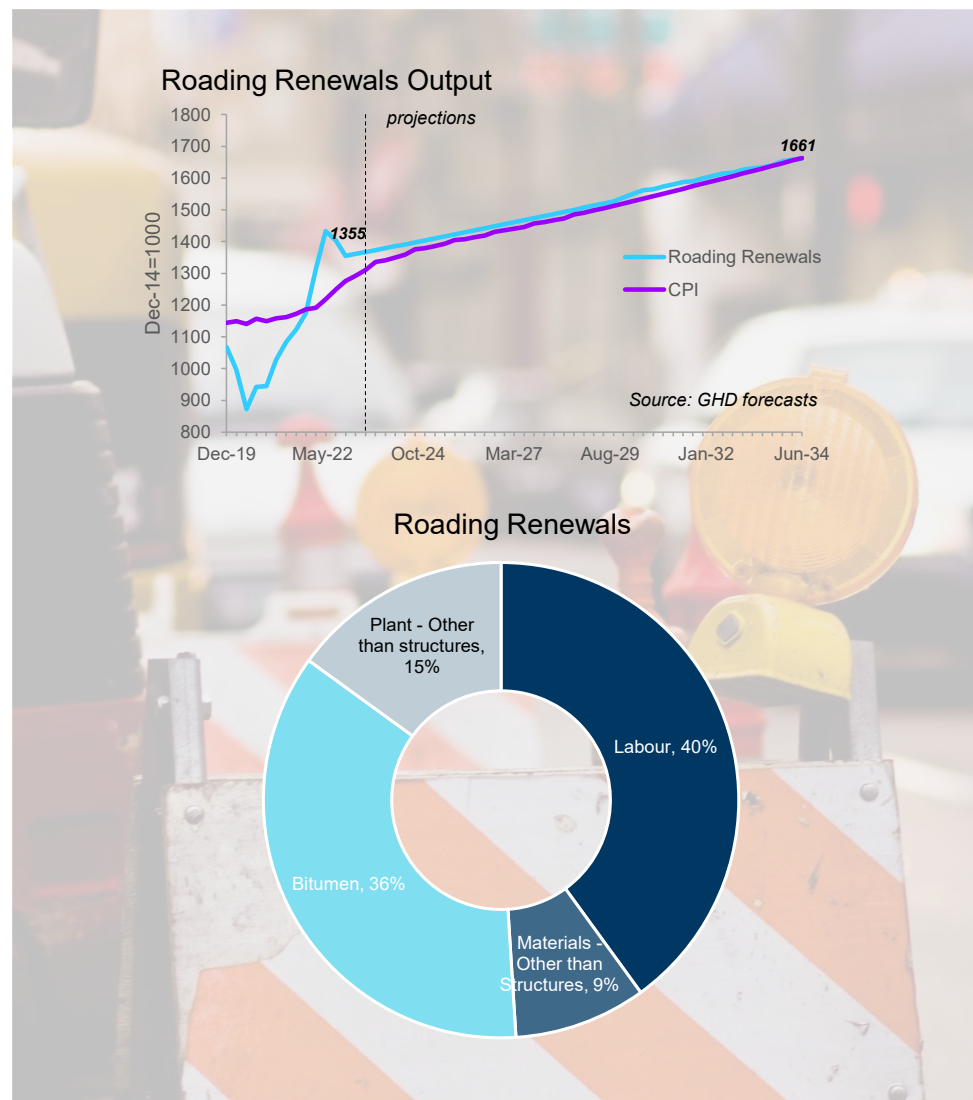 Roading Renewals Output
1800
projections
1700
1661
1600
1500
1400
1355
1300
1200
1100
1000
900
800
Dec-14=1000
Roading Renewals
CPI
Source: GHD forecasts
Dec-19 May-22 Oct-24 Mar-27 Aug-29 Jan-32 Jun-34
Roading Renewals
Plant - Other
than structures,
15%
Labour, 40%
Bitumen, 36%
Materials -
Other than
Structures, 9%